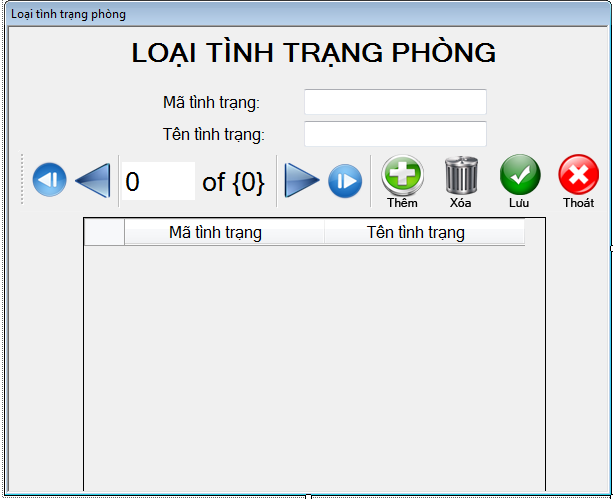 Loại tình trạng phòng
LOẠI TÌNH TRẠNG PHÒNG
Mã tình trạng:
Tên tình trạng:
0 of {0}
Thêm Xóa Lưu Thoát
Mã tình trạng Tên tình trạng